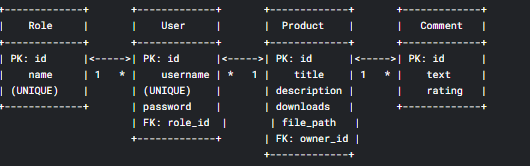 +-------------+ +-------------+ +--------------+ +-------------+
| Role | | User | | Product | | Comment |
+-------------+ +-------------+ +--------------+ +-------------+
| PK: id |<----->| PK: id |<----->| PK: id |<----->| PK: id |
| name | 1 * | username | * 1 | title | 1 * | text |
| (UNIQUE) | | (UNIQUE) | | description | | rating |
+-------------+ | password | | downloads | +-------------+
| FK: role_id | | file_path |
+-------------+ | FK: owner_id |
+--------------+